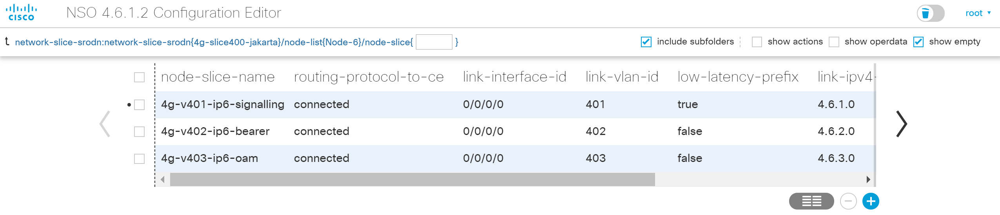 CISCO NSO 4.6.1.2 Configuration Editor root
network-slice-srodn:network-slice-srodn{4g-slice400-jakarta}/node-list{Node-6}/node-slice{ } include subfolders show actions show operdata show empty
node-slice-name routing-protocol-to-ce link-interface-id link-vlan-id low-latency-prefix link-ipv4-
4g-v401-ip6-signalling connected 0/0/0/0 401 true 4.6.1.0
4g-v402-ip6-bearer connected 0/0/0/0 402 false 4.6.2.0
4g-v403-ip6-oam connected 0/0/0/0 403 false 4.6.3.0